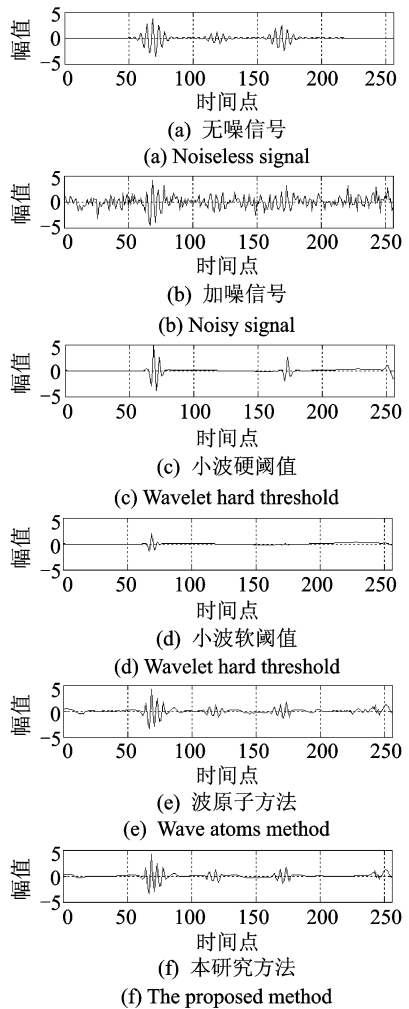 5
0
−5
幅值
0 50 100 150 200 250
时间点
(a) 无噪信号
(a) Noiseless signal
5
0
−5
幅值
0 50 100 150 200 250
时间点
(b) 加噪信号
(b) Noisy signal
5
0
−5
幅值
0 50 100 150 200 250
时间点
(c) 小波硬阈值
(c) Wavelet hard threshold
5
0
−5
幅值
0 50 100 150 200 250
时间点
(d) 小波软阈值
(d) Wavelet hard threshold
5
0
−5
幅值
0 50 100 150 200 250
时间点
(e) 波原子方法
(e) Wave atoms method
5
0
−5
幅值
0 50 100 150 200 250
时间点
(f) 本研究方法
(f) The proposed method